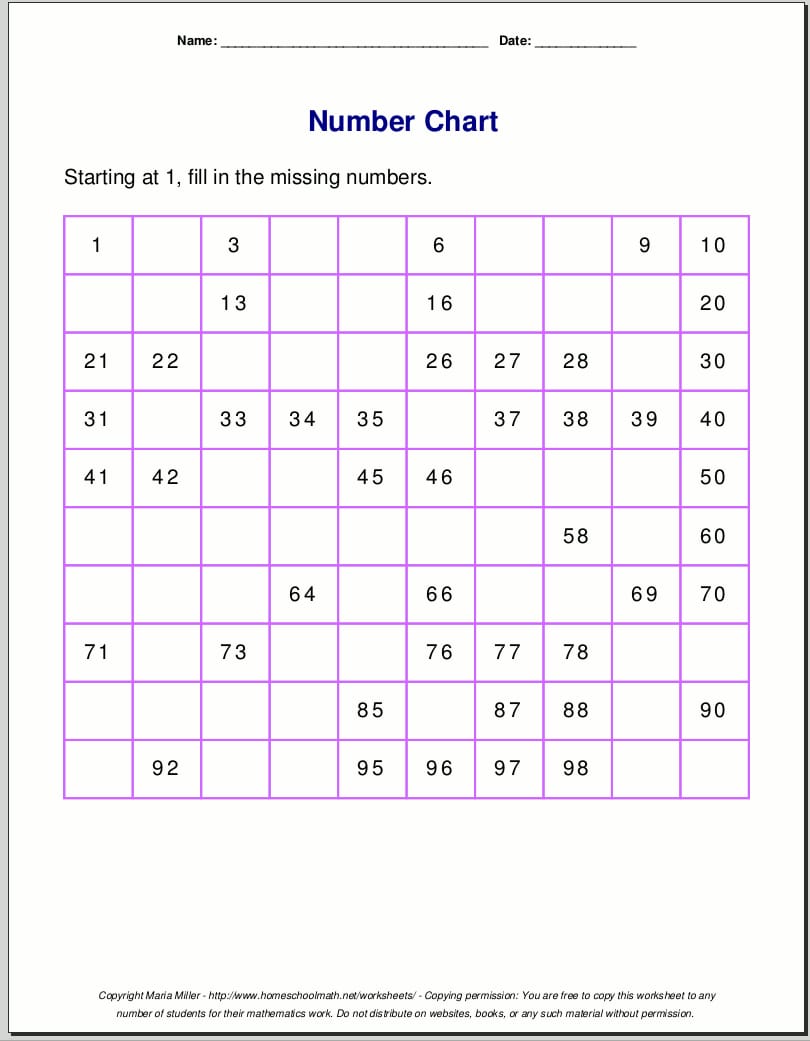 Name: ______________________________________ Date: ______________
Number Chart
Starting at 1, fill in the missing numbers.
1 3 6 9 10
13 16 20
21 22 26 27 28 30
31 33 34 35 37 38 39 40
41 42 45 46 50
58 60
64 66 69 70
71 73 76 77 78
85 87 88 90
92 95 96 97 98
Copyright Maria Miller - http://www.homeschoolmath.net/worksheets/ - Copying permission: You are free to copy this worksheet to any
number of students for their mathematics work. Do not distribute on websites, books, or any such material without permission.